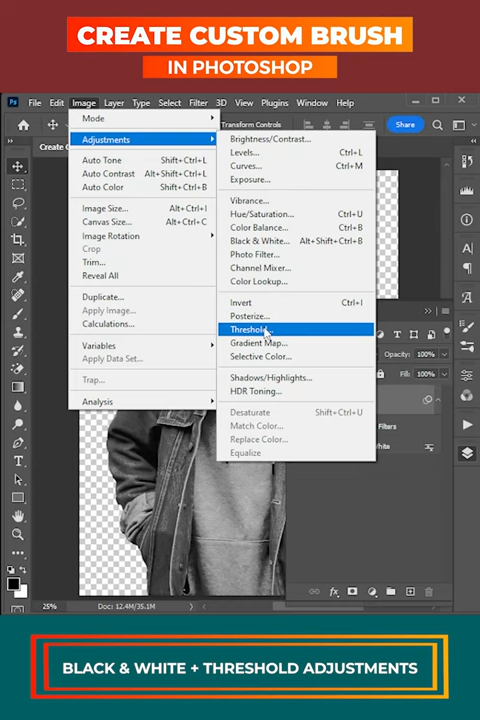 CREATE CUSTOM BRUSH
IN PHOTOSHOP
Ps File Edit Image Layer Type Select Filter 3D View Plugins Window Help
Transform Controls
Share
Create Co
Mode
Adjustments
Auto Tone Shift+Ctrl+L
Auto Contrast Alt+Shift+Ctrl+L
Auto Color Shift+Ctrl+B
Image Size... Alt+Ctrl+I
Canvas Size... Alt+Ctrl+C
Image Rotation
Crop
Trim...
Reveal All
Duplicate...
Apply Image...
Calculations...
Variables
Apply Data Set...
Trap...
Analysis
Brightness/Contrast...
Levels... Ctrl+L
Curves... Ctrl+M
Exposure...
Vibrance...
Hue/Saturation... Ctrl+U
Color Balance... Ctrl+B
Black & White... Alt+Shift+Ctrl+B
Photo Filter...
Channel Mixer...
Color Lookup...
Invert Ctrl+I
Posterize...
Threshold...
Gradient Map...
Selective Color...
Shadows/Highlights...
HDR Toning...
Desaturate Shift+Ctrl+U
Match Color...
Replace Color...
Equalize
Opacity: 100%
Fill: 100%
Filters
hite
25% Doc: 12.4M/35.1M
BLACK & WHITE + THRESHOLD ADJUSTMENTS